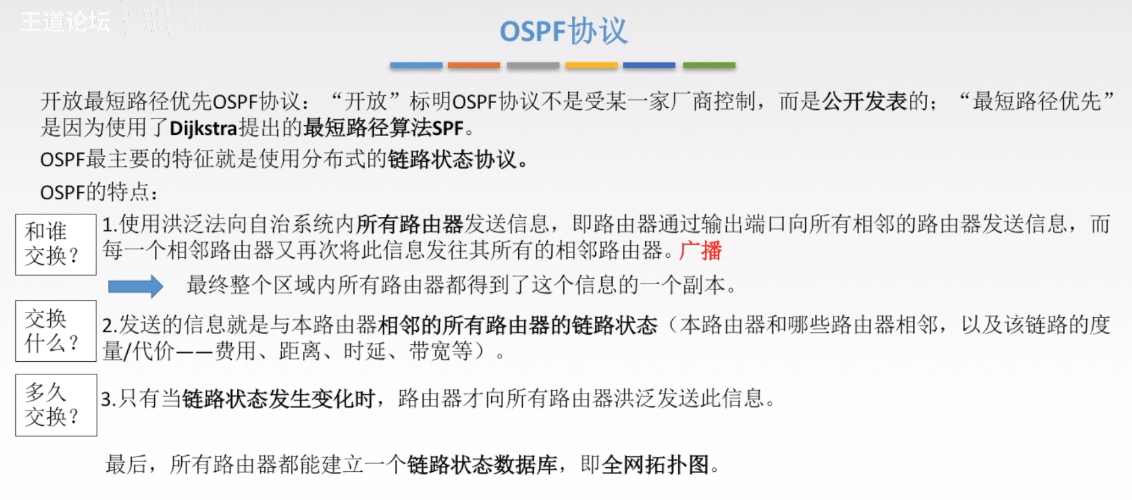 王道论坛
OSPF协议
开放最短路径优先OSPF协议：“开放”标明OSPF协议不是受某一家厂商控制，而是公开发表的；“最短路径优先”
是因为使用了Dijkstra提出的最短路径算法SPF。
OSPF最主要的特征就是使用分布式的链路状态协议。
OSPF的特点：
和谁
交换？
1.使用洪泛法向自治系统内所有路由器发送信息，即路由器通过输出端口向所有相邻的路由器发送信息，而
每一个相邻路由器又再次将此信息发往其所有的相邻路由器。广播
最终整个区域内所有路由器都得到了这个信息的一个副本。
交换
什么？
2.发送的信息就是与本路由器相邻的所有路由器的链路状态（本路由器和哪些路由器相邻，以及该链路的度
量/代价——费用、距离、时延、带宽等）。
多久
交换？
3.只有当链路状态发生变化时，路由器才向所有路由器洪泛发送此信息。
最后，所有路由器都能建立一个链路状态数据库，即全网拓扑图。